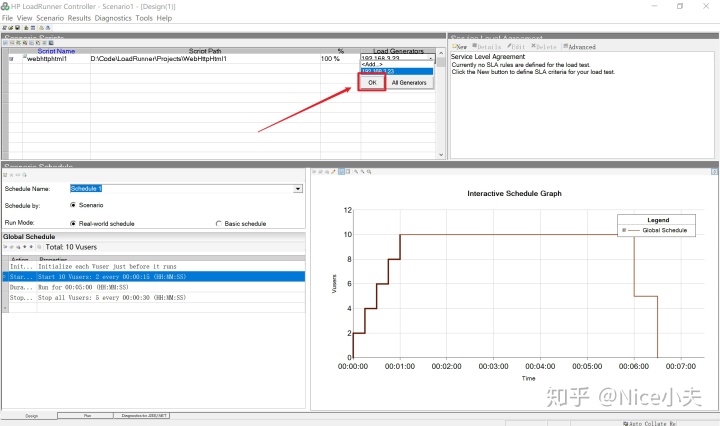 HP LoadRunner Controller - Scenario1 - [Design(1)]
File View Scenario Results Diagnostics Tools Help
Scenario Scripts
Script Name Script Path % Load Generators
webhttphtml1 D:\Code\LoadRunner\Projects\WebHttpHtml1 100 % 192.168.3.23
<Add..>
192.168.3.23
OK All Generators
Service Level Agreement
New Details Edit Delete Advanced
Service Level Agreement
Currently no SLA rules are defined for the load test.
Click the New button to define SLA criteria for your load test.
Scenario Schedule
Schedule Name: Schedule 1
Schedule by: Scenario
Run Mode: Real-world schedule Basic schedule
Global Schedule
Total: 10 Vusers
Action Properties
Init... Initialize each Vuser just before it runs
Star... Start 10 Vusers: 2 every 00:00:15 (HH:MM:SS)
Dura... Run for 00:05:00 (HH:MM:SS)
Stop... Stop all Vusers: 5 every 00:00:30 (HH:MM:SS)
Interactive Schedule Graph
Legend
Global Schedule
12
10
8
6
4
2
0
Vusers
00:00:00 00:01:00 00:02:00 00:03:00 00:04:00 00:05:00 00:06:00 00:07:00
Time
知乎 @Nice小夫
Design Run Diagnostics for J2EE/.NET
Auto Collate Re